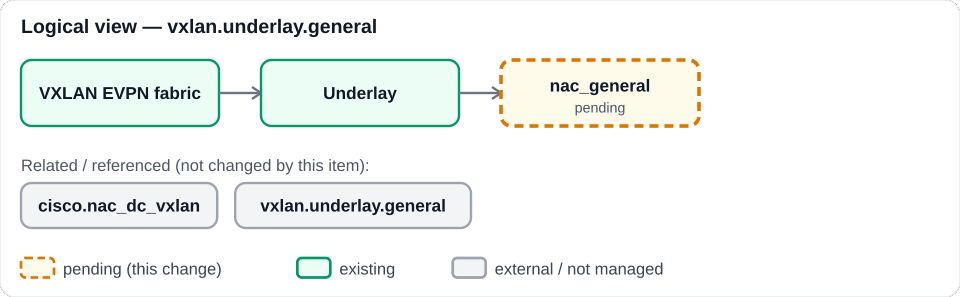 Logical view — vxlan.underlay.general
VXLAN EVPN fabric
Underlay
nac_general
pending
Related / referenced (not changed by this item):
cisco.nac_dc_vxlan
vxlan.underlay.general
pending (this change)
existing
external / not managed